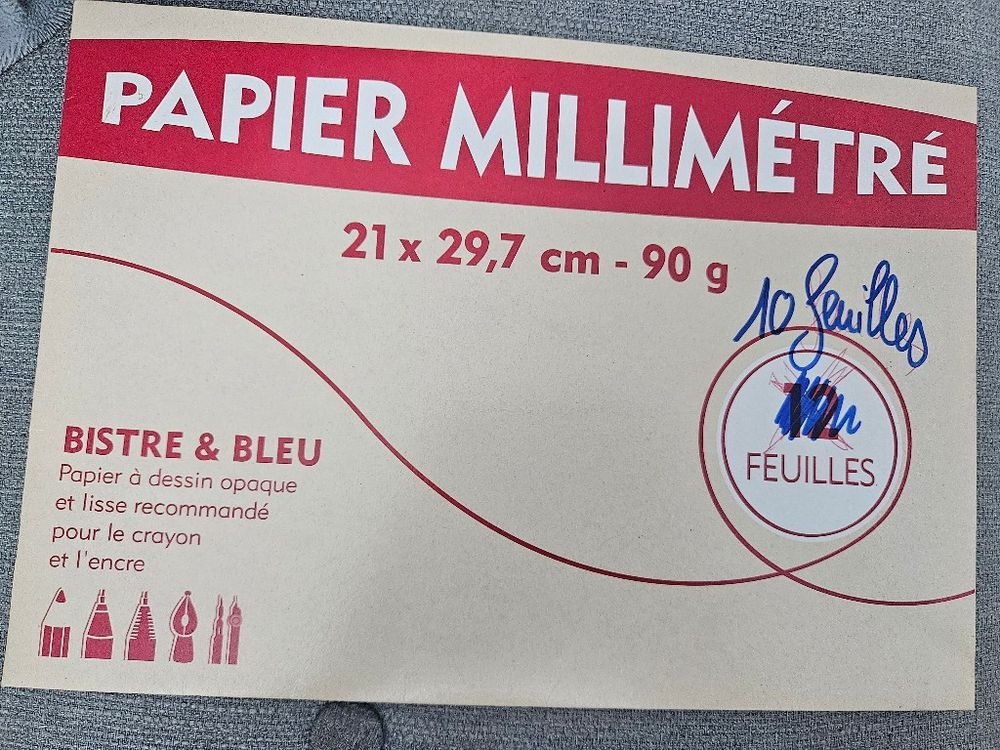 PAPIER MILLIMÉTRÉ
21 x 29,7 cm - 90 g
10 feuilles
12
FEUILLES
BISTRE & BLEU
Papier à dessin opaque
et lisse recommandé
pour le crayon
et l'encre